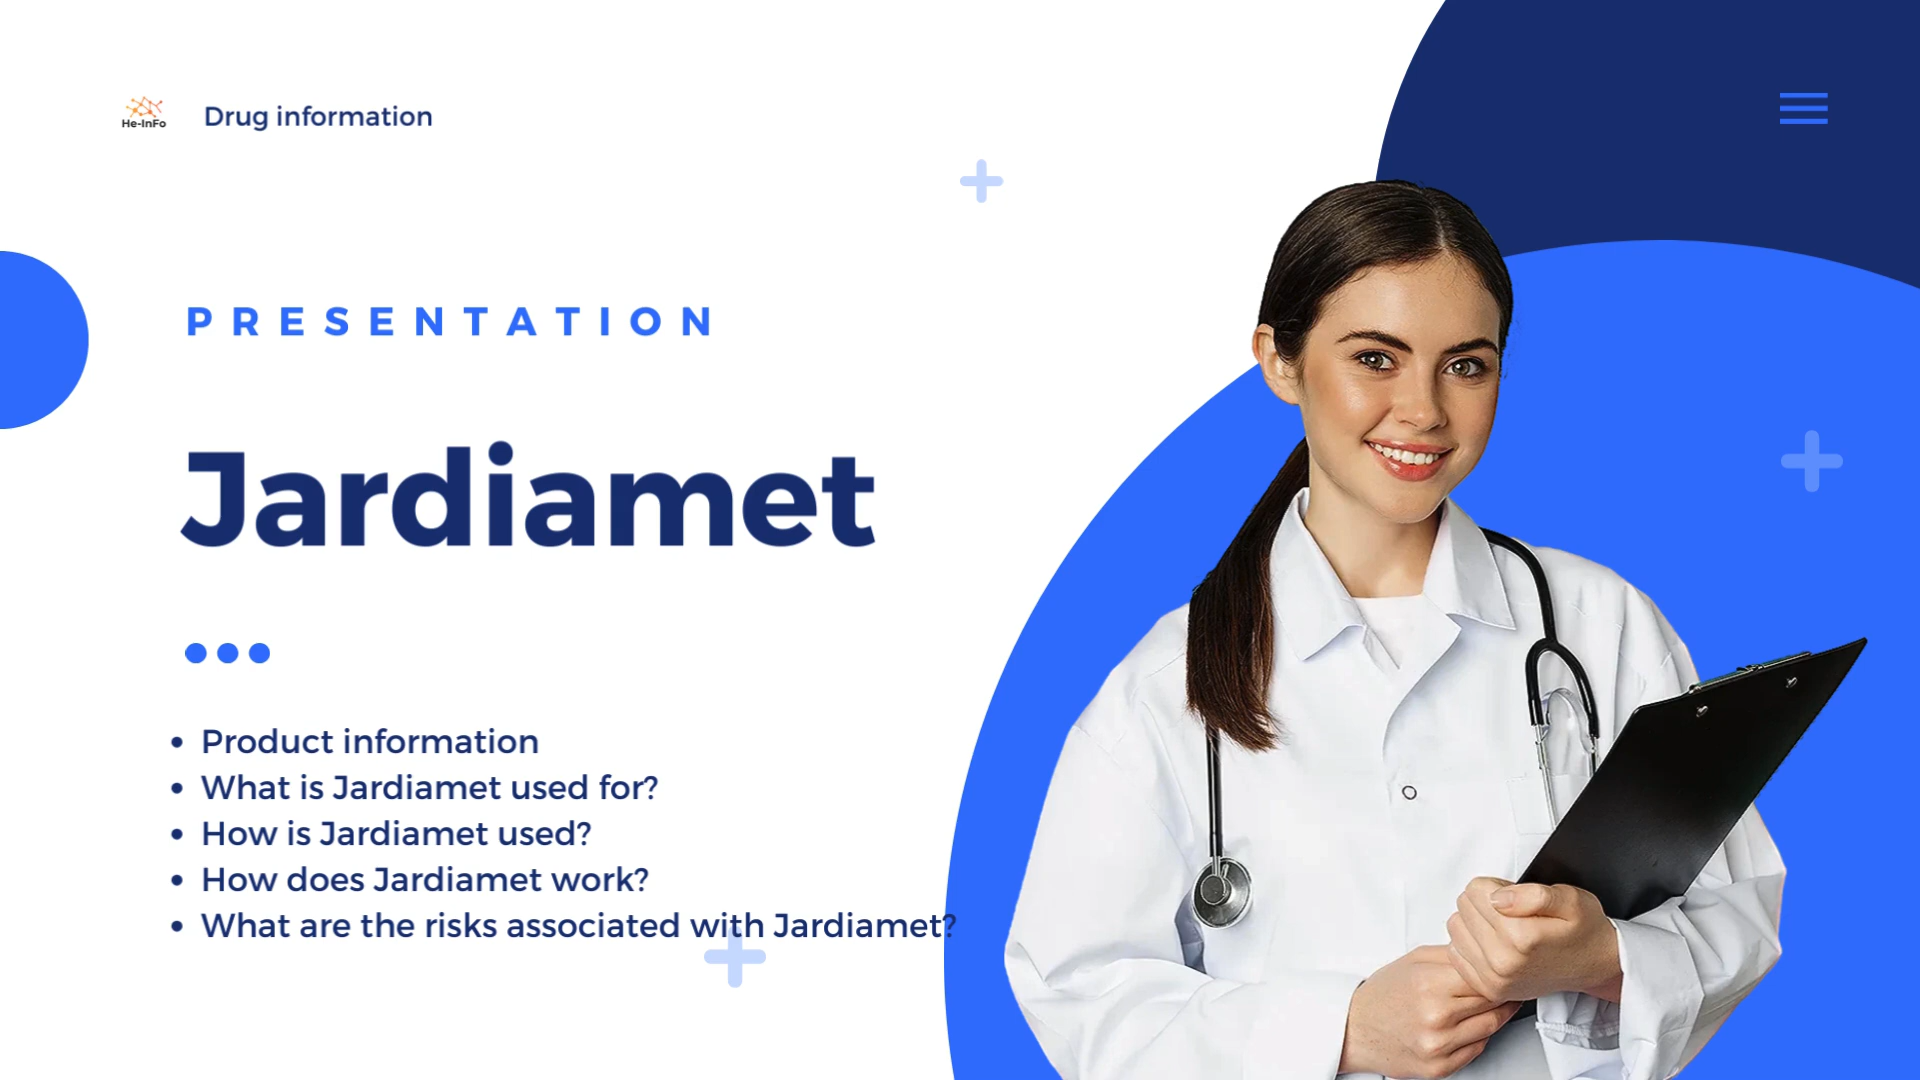 He-InFo
Drug information
PRESENTATION
Jardiamet
• Product information
• What is Jardiamet used for?
• How is Jardiamet used?
• How does Jardiamet work?
• What are the risks associated with Jardiamet?